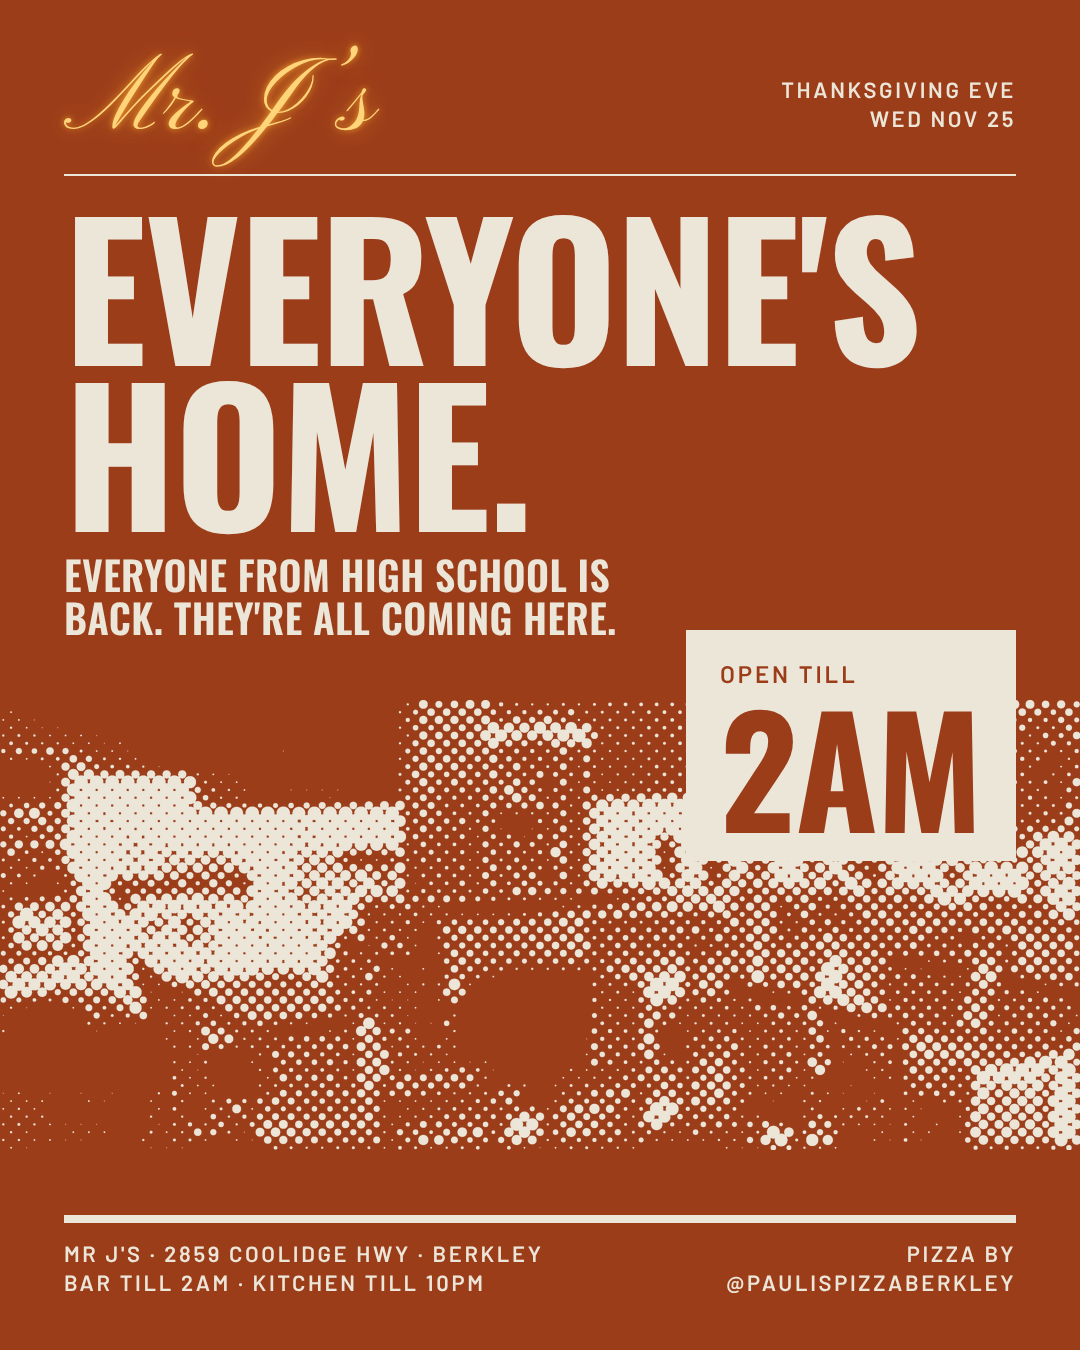 Mr. J's
THANKSGIVING EVE
WED NOV 25
EVERYONE'S
HOME.
EVERYONE FROM HIGH SCHOOL IS
BACK. THEY'RE ALL COMING HERE.
OPEN TILL
2AM
MR J'S · 2859 COOLIDGE HWY · BERKLEY
BAR TILL 2AM · KITCHEN TILL 10PM
PIZZA BY
@PAULISPIZZABERKLEY